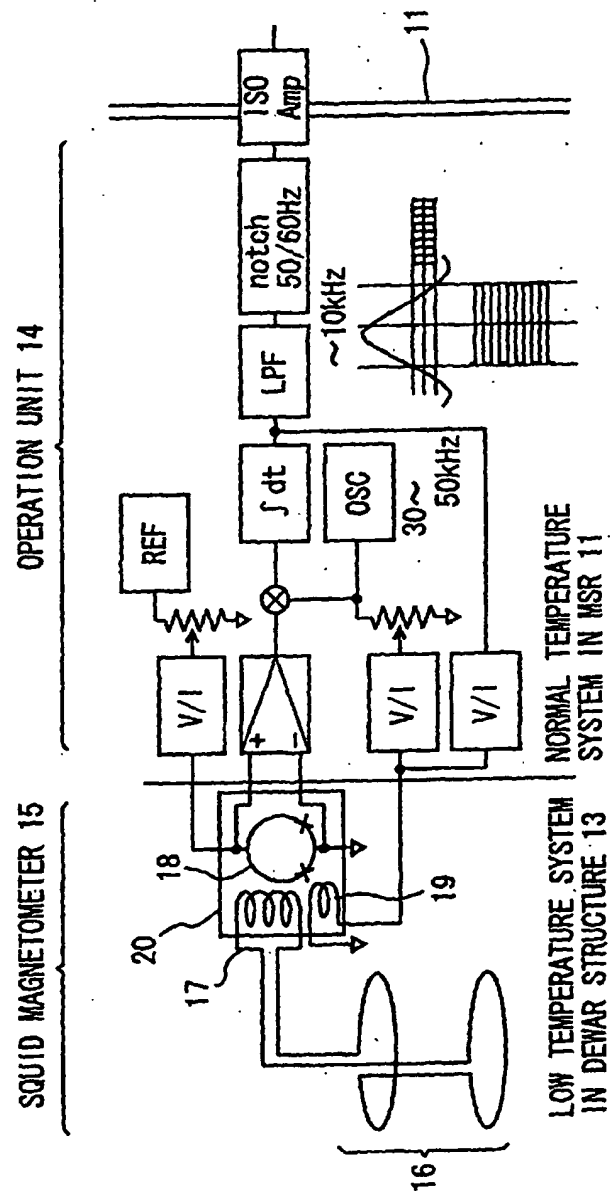 SQUID MAGNETOMETER 15
OPERATION UNIT 14
20
17
18
19
16
V/I
REF
+
-
∫ dt
OSC
30~
50kHz
V/I
V/I
LPF
~10kHz
notch
50/60Hz
ISO
Amp
11
LOW TEMPERATURE SYSTEM
IN DEWAR STRUCTURE 13
NORMAL TEMPERATURE
SYSTEM IN MSR 11